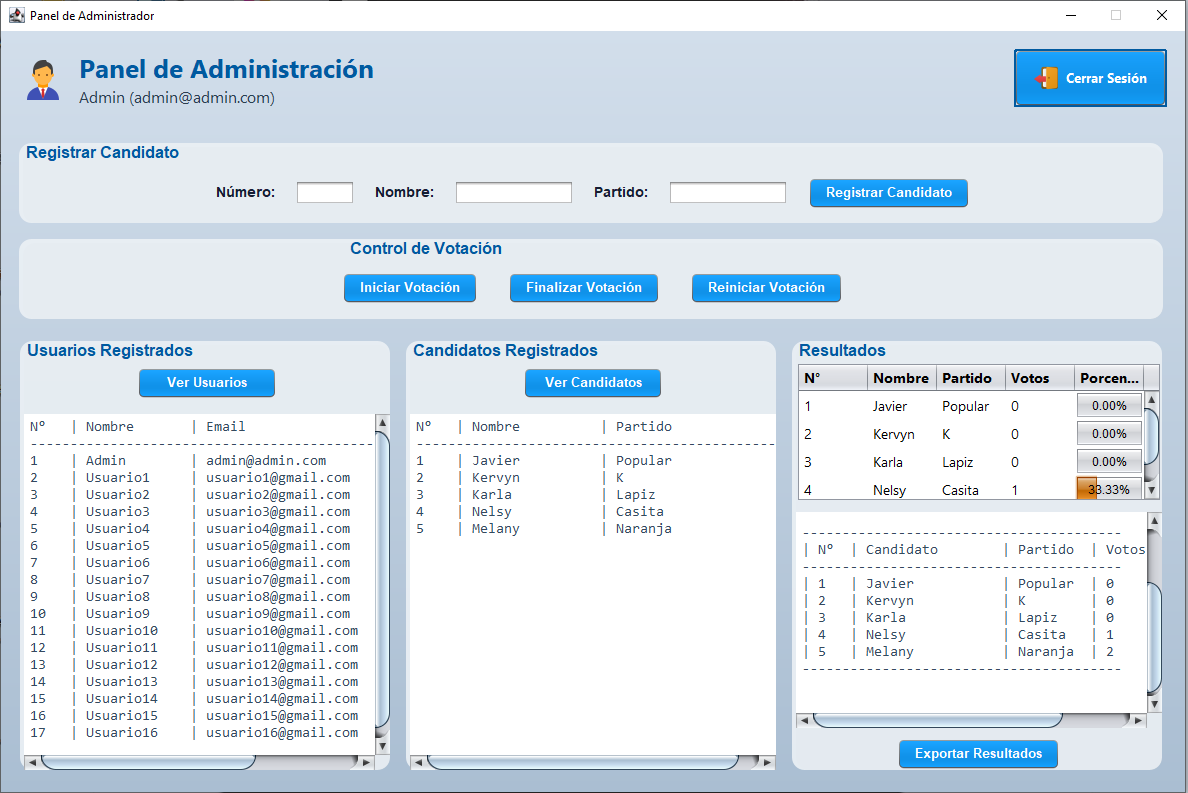 Panel de Administrador
Panel de Administración
Admin (admin@admin.com)
Cerrar Sesión
Registrar Candidato
Número: Nombre: Partido: Registrar Candidato
Control de Votación
Iniciar Votación Finalizar Votación Reiniciar Votación
Usuarios Registrados
Ver Usuarios
Nº | Nombre | Email
1 | Admin | admin@admin.com
2 | Usuario1 | usuario1@gmail.com
3 | Usuario2 | usuario2@gmail.com
4 | Usuario3 | usuario3@gmail.com
5 | Usuario4 | usuario4@gmail.com
6 | Usuario5 | usuario5@gmail.com
7 | Usuario6 | usuario6@gmail.com
8 | Usuario7 | usuario7@gmail.com
9 | Usuario8 | usuario8@gmail.com
10 | Usuario9 | usuario9@gmail.com
11 | Usuario10 | usuario10@gmail.com
12 | Usuario11 | usuario11@gmail.com
13 | Usuario12 | usuario12@gmail.com
14 | Usuario13 | usuario13@gmail.com
15 | Usuario14 | usuario14@gmail.com
16 | Usuario15 | usuario15@gmail.com
17 | Usuario16 | usuario16@gmail.com
Candidatos Registrados
Ver Candidatos
Nº | Nombre | Partido
1 | Javier | Popular
2 | Kervyn | K
3 | Karla | Lapiz
4 | Nelsy | Casita
5 | Melany | Naranja
Resultados
N° Nombre Partido Votos Porcen...
1 Javier Popular 0 0.00%
2 Kervyn K 0 0.00%
3 Karla Lapiz 0 0.00%
4 Nelsy Casita 1 33.33%
| Nº | Candidato | Partido | Votos
| 1 | Javier | Popular | 0
| 2 | Kervyn | K | 0
| 3 | Karla | Lapiz | 0
| 4 | Nelsy | Casita | 1
| 5 | Melany | Naranja | 2
Exportar Resultados